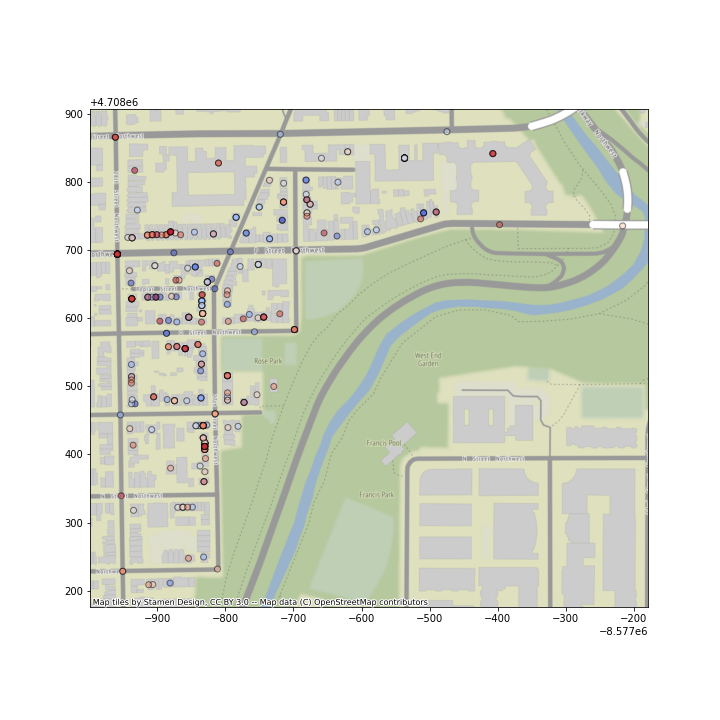 +4.708e6
900
800
700
600
500
400
300
200
Rose Park
West End
Garden
Francis Pool
Francis Park
Map tiles by Stamen Design, CC BY 3.0 -- Map data (C) OpenStreetMap contributors
−900
−800
−700
−600
−500
−400
−300
−200
−8.577e6